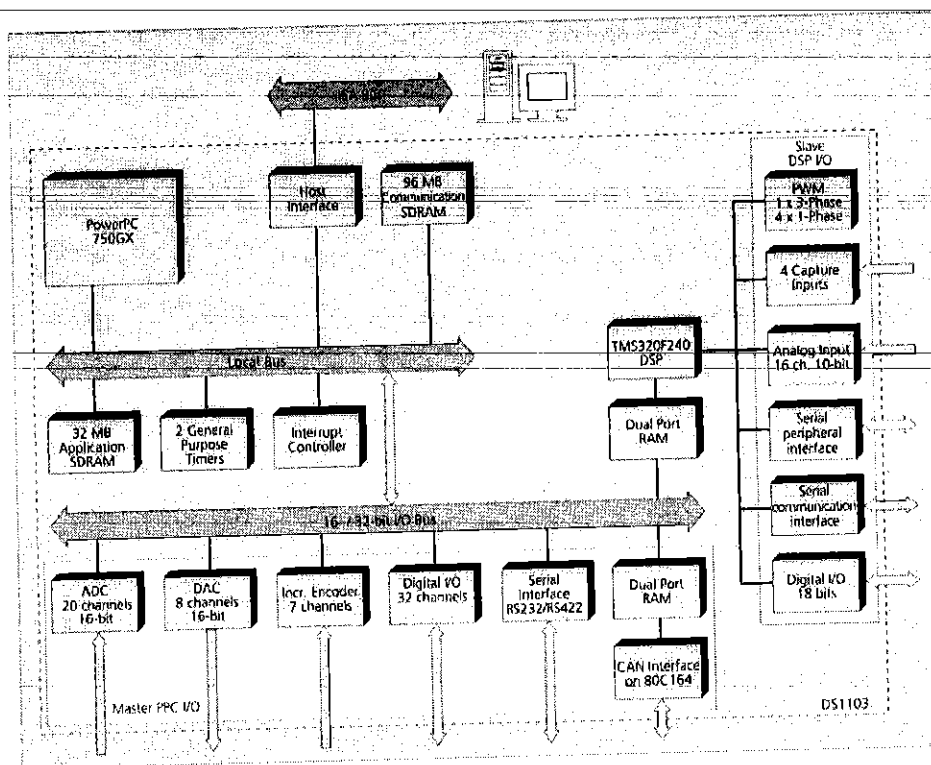 ISA-Bus
Slave
DSP I/O
PowerPC
750GX
Host
Interface
96 MB
Communication
SDRAM
PWM
1 x 3-Phase
4 x 1-Phase
4 Capture
Inputs
Local Bus
TMS320F240
DSP
Analog Input
16 ch. 10-bit
32 MB
Application
SDRAM
2 General
Purpose
Timers
Interrupt
Controller
Dual Port
RAM
Serial
peripheral
interface
Serial
communication
interface
16- / 32-bit I/O Bus
ADC
20 channels
16-bit
DAC
8 channels
16-bit
Incr. Encoder
7 channels
Digital I/O
32 channels
Serial
Interface
RS232/RS422
Dual Port
RAM
Digital I/O
18 bits
CAN Interface
on 80C164
Master PPC I/O
DS1103